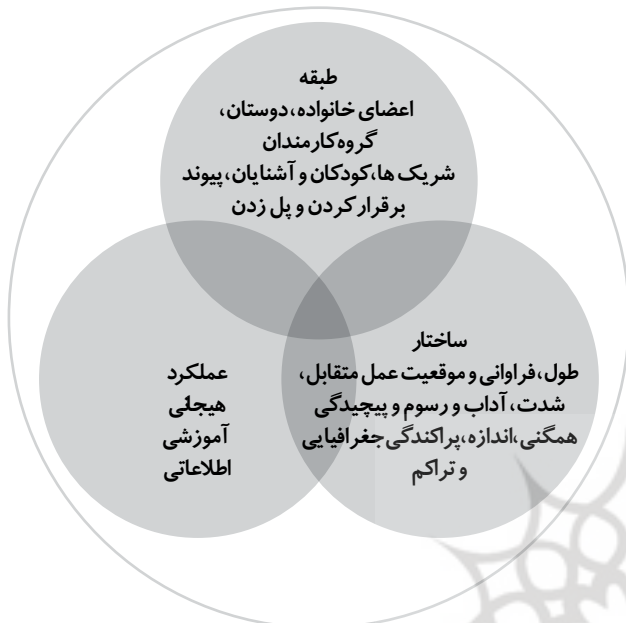 طبقه
اعضای خانواده،دوستان،
گروه کارمندان
شریک ها،کودکان و آشنایان، پیوند
برقرار کردن و پل زدن
ساختار
طول،فراوانی و موقعیت عمل متقابل،
شدت، آداب و رسوم و پیچیدگی
همگنی،اندازه،پراکندگی جغرافیایی
و تراکم
عملکرد
هیجانی
آموزشی
اطلاعاتی